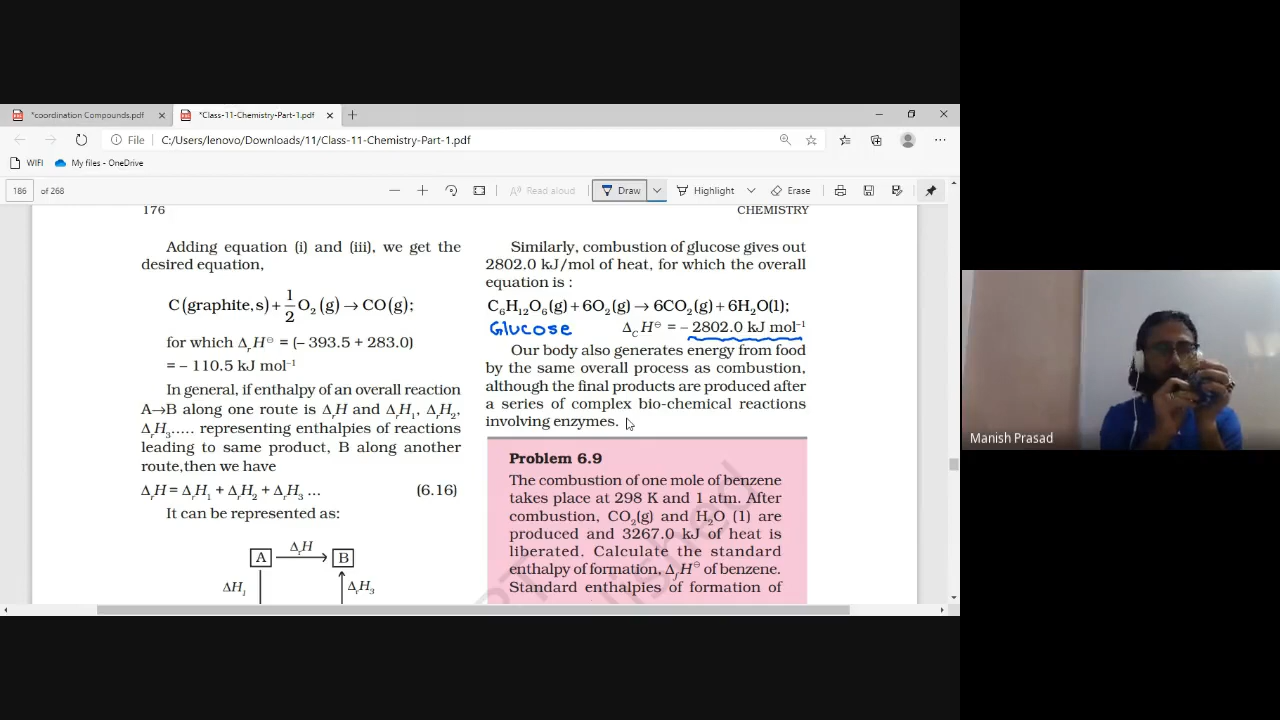 *coordination Compounds.pdf
*Class-11-Chemistry-Part-1.pdf
File
C:/Users/lenovo/Downloads/11/Class-11-Chemistry-Part-1.pdf
WIFI
My files - OneDrive
186 of 268
Read aloud
Draw
Highlight
Erase
176
CHEMISTRY
Adding equation (i) and (iii), we get the
desired equation,
C(graphite,s) + 1/2 O₂(g) → CO(g);
for which ΔᵣH⊖ = (– 393.5 + 283.0)
= – 110.5 kJ mol⁻¹
In general, if enthalpy of an overall reaction
A→B along one route is ΔᵣH and ΔᵣH₁, ΔᵣH₂,
ΔᵣH₃..... representing enthalpies of reactions
leading to same product, B along another
route,then we have
ΔᵣH = ΔᵣH₁ + ΔᵣH₂ + ΔᵣH₃ ... (6.16)
It can be represented as:
ΔᵣH
A B
ΔH₁ ΔᵣH₃
Similarly, combustion of glucose gives out
2802.0 kJ/mol of heat, for which the overall
equation is :
C₆H₁₂O₆(g) + 6O₂(g) → 6CO₂(g) + 6H₂O(l);
Glucose ΔCH⊖ = – 2802.0 kJ mol⁻¹
Our body also generates energy from food
by the same overall process as combustion,
although the final products are produced after
a series of complex bio-chemical reactions
involving enzymes.
Problem 6.9
The combustion of one mole of benzene
takes place at 298 K and 1 atm. After
combustion, CO₂(g) and H₂O (1) are
produced and 3267.0 kJ of heat is
liberated. Calculate the standard
enthalpy of formation, ΔfH⊖ of benzene.
Standard enthalpies of formation of
Manish Prasad